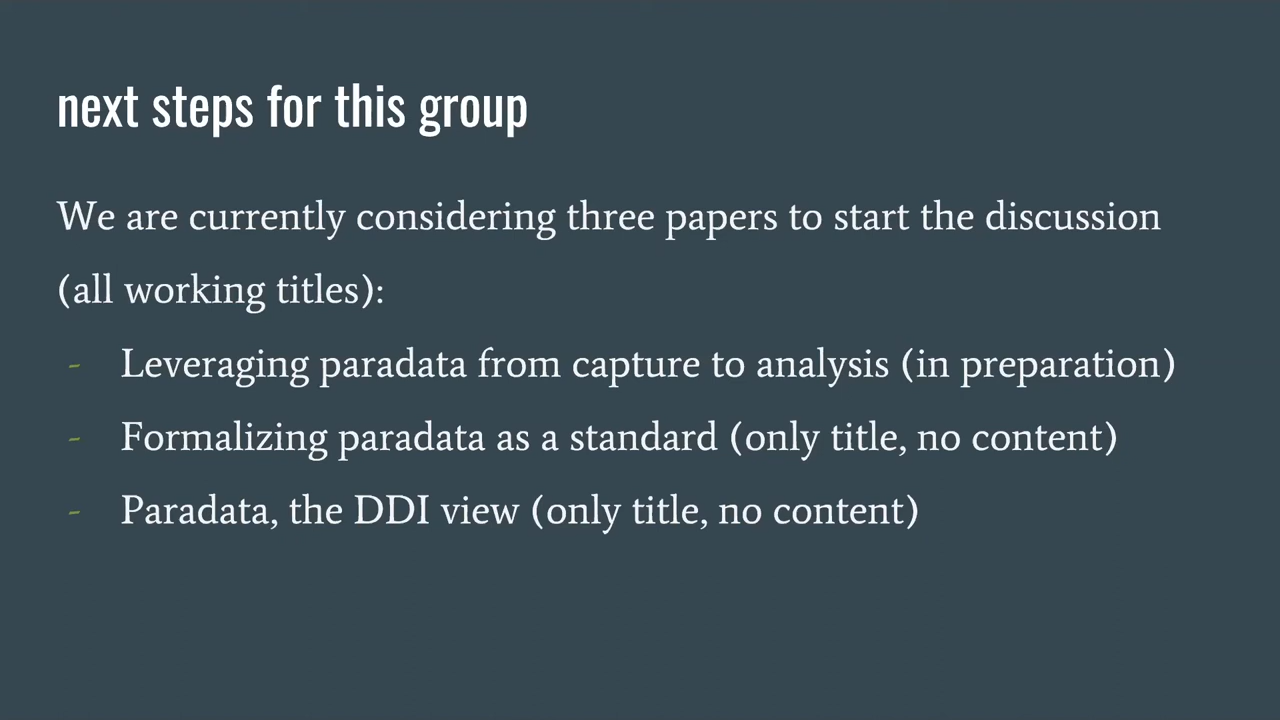 next steps for this group
We are currently considering three papers to start the discussion
(all working titles):
- Leveraging paradata from capture to analysis (in preparation)
- Formalizing paradata as a standard (only title, no content)
- Paradata, the DDI view (only title, no content)